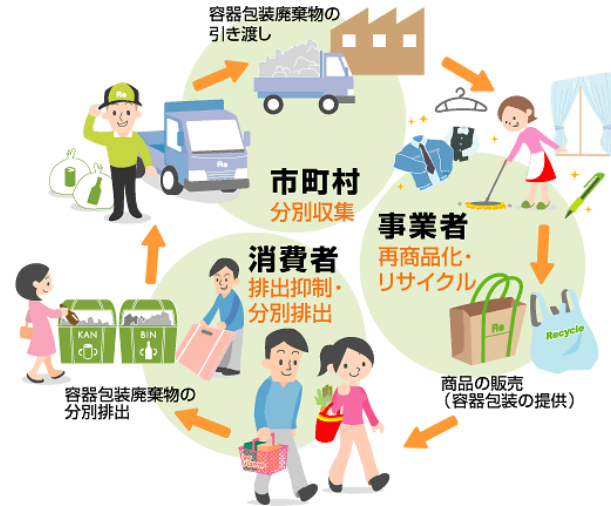 容器包装廃棄物の
引き渡し
Re
Re
市町村
分別収集
事業者
再商品化・
リサイクル
消費者
排出抑制・
分別排出
KAN
BIN
Re
Recycle
商品の販売
（容器包装の提供）
容器包装廃棄物の
分別排出